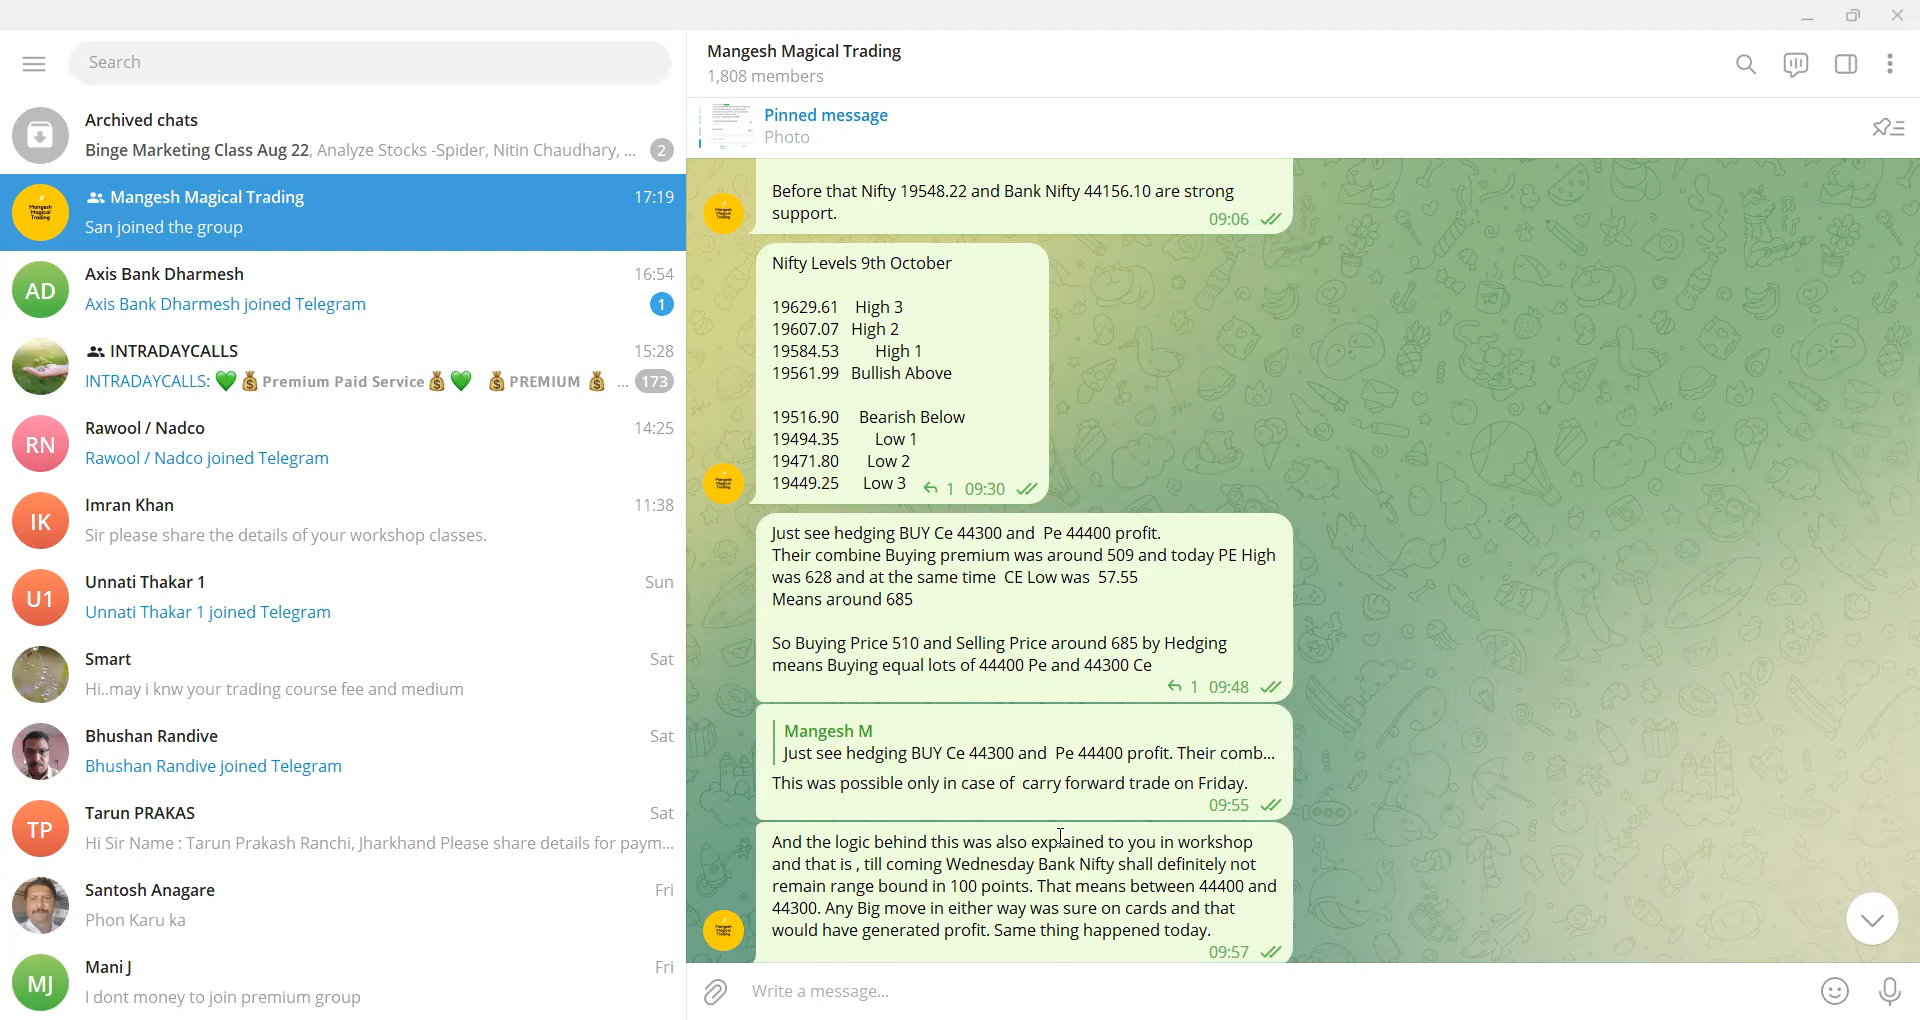 Search
Archived chats
Binge Marketing Class Aug 22, Analyze Stocks -Spider, Nitin Chaudhary, ... 2
Mangesh Magical Trading 17:19
San joined the group
AD Axis Bank Dharmesh 16:54
Axis Bank Dharmesh joined Telegram 1
INTRADAYCALLS 15:28
INTRADAYCALLS: 💚💰Premium Paid Service💰💚 💰PREMIUM 💰 ... 173
RN Rawool / Nadco 14:25
Rawool / Nadco joined Telegram
IK Imran Khan 11:38
Sir please share the details of your workshop classes.
U1 Unnati Thakar 1 Sun
Unnati Thakar 1 joined Telegram
Smart Sat
Hi..may i knw your trading course fee and medium
Bhushan Randive Sat
Bhushan Randive joined Telegram
TP Tarun PRAKAS Sat
Hi Sir Name : Tarun Prakash Ranchi, Jharkhand Please share details for paym...
Santosh Anagare Fri
Phon Karu ka
MJ Mani J Fri
I dont money to join premium group
Mangesh Magical Trading
1,808 members
Pinned message
Photo
Before that Nifty 19548.22 and Bank Nifty 44156.10 are strong
support. 09:06
Nifty Levels 9th October
19629.61 High 3
19607.07 High 2
19584.53 High 1
19561.99 Bullish Above
19516.90 Bearish Below
19494.35 Low 1
19471.80 Low 2
19449.25 Low 3 1 09:30
Just see hedging BUY Ce 44300 and Pe 44400 profit.
Their combine Buying premium was around 509 and today PE High
was 628 and at the same time CE Low was 57.55
Means around 685
So Buying Price 510 and Selling Price around 685 by Hedging
means Buying equal lots of 44400 Pe and 44300 Ce
1 09:48
Mangesh M
Just see hedging BUY Ce 44300 and Pe 44400 profit. Their comb...
This was possible only in case of carry forward trade on Friday.
09:55
And the logic behind this was also explained to you in workshop
and that is , till coming Wednesday Bank Nifty shall definitely not
remain range bound in 100 points. That means between 44400 and
44300. Any Big move in either way was sure on cards and that
would have generated profit. Same thing happened today.
09:57
Write a message...